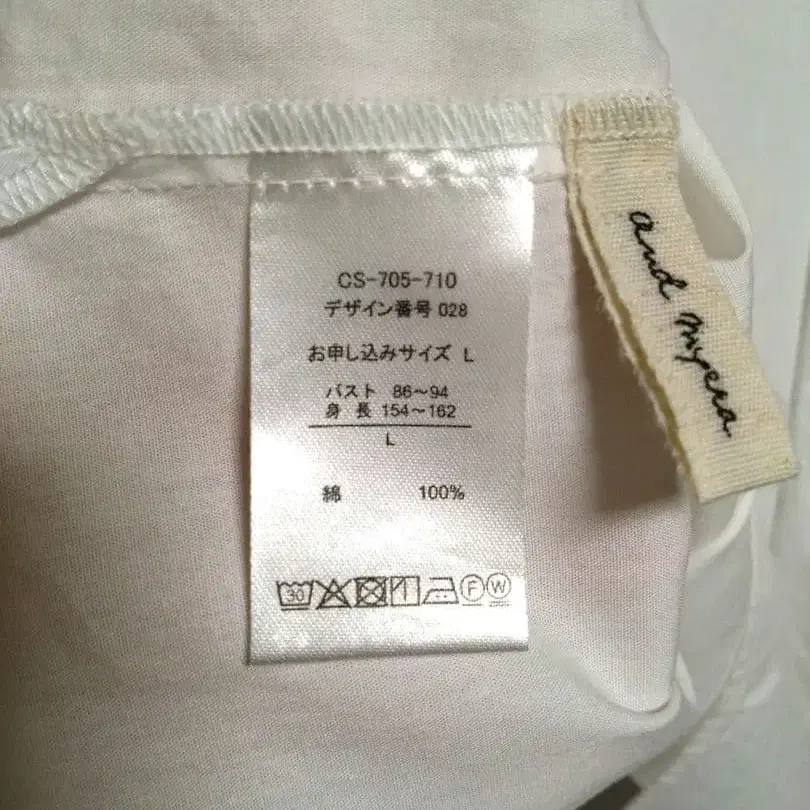 CS-705-710
デザイン番号 028
お申し込みサイズ L
バスト 86～94
身 長 154～162
L
綿 100%
30 F W
and myera